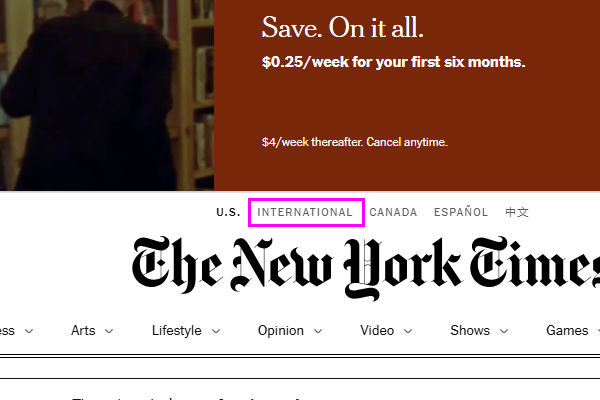 Save. On it all.
$0.25/week for your first six months.
$4/week thereafter. Cancel anytime.
U.S. INTERNATIONAL CANADA ESPAÑOL 中文
The New York Times
Arts Lifestyle Opinion Video Shows Games